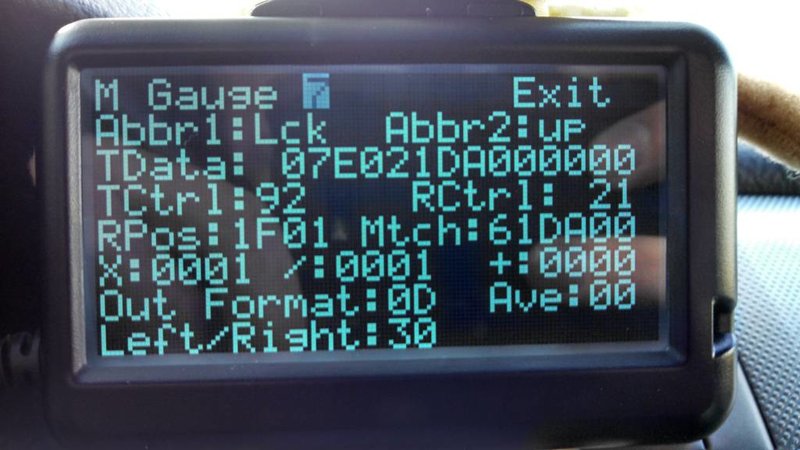 M Gauge 7 Exit
Abbr1:Lck Abbr2:up
TData: 07E021DA000000
TCtrl:92 RCtrl: 21
RPos:1F01 Mtch:61DA00
X:0001 /:0001 +:0000
Out Format:0D Ave:00
Left/Right:30